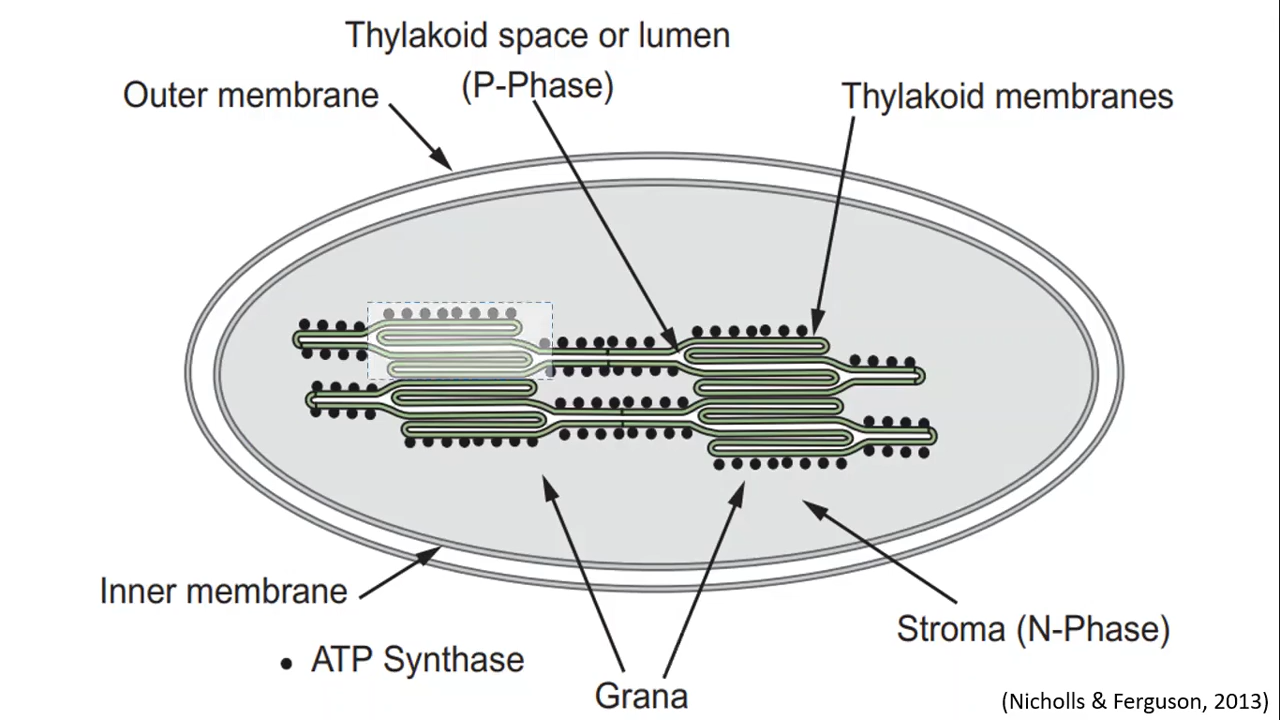 Thylakoid space or lumen
(P-Phase)
Outer membrane
Thylakoid membranes
Inner membrane
Stroma (N-Phase)
ATP Synthase
Grana
(Nicholls & Ferguson, 2013)